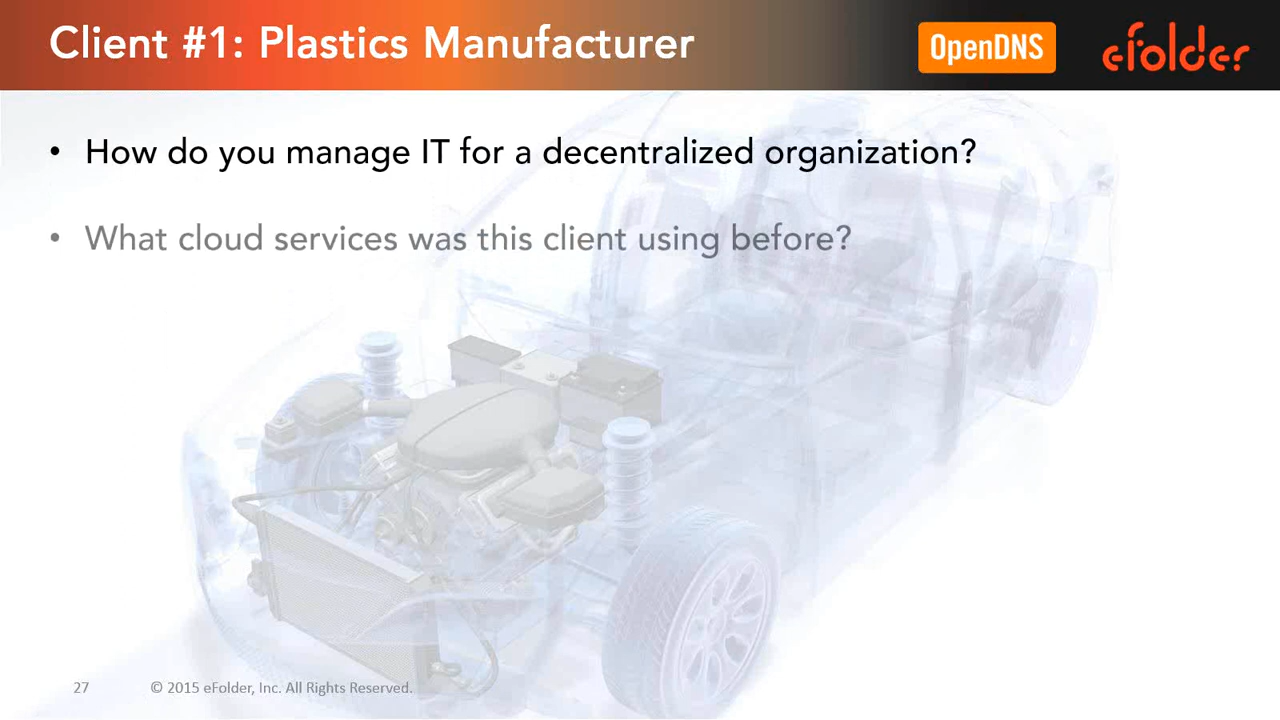 Client #1: Plastics Manufacturer
OpenDNS
eFolder
• How do you manage IT for a decentralized organization?
• What cloud services was this client using before?
27
© 2015 eFolder, Inc. All Rights Reserved.